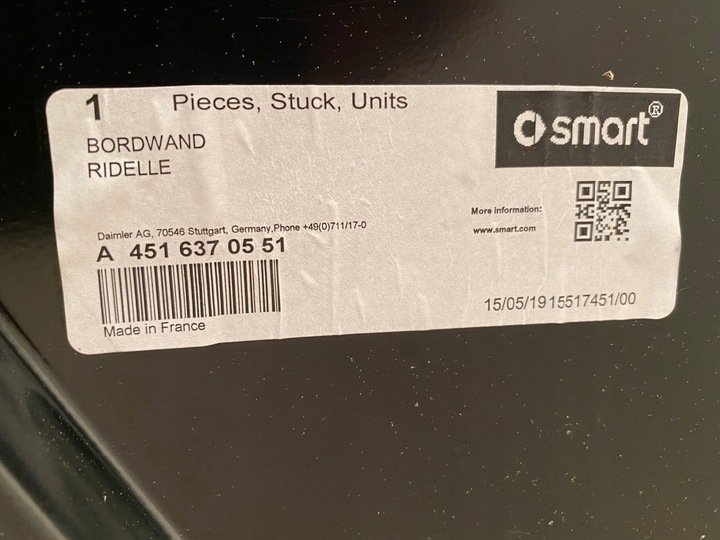 1 Pieces, Stuck, Units
smart®
BORDWAND
RIDELLE
Daimler AG, 70546 Stuttgart, Germany,Phone +49(0)711/17-0
A 451 637 05 51
Made in France
More information:
www.smart.com
15/05/1915517451/00